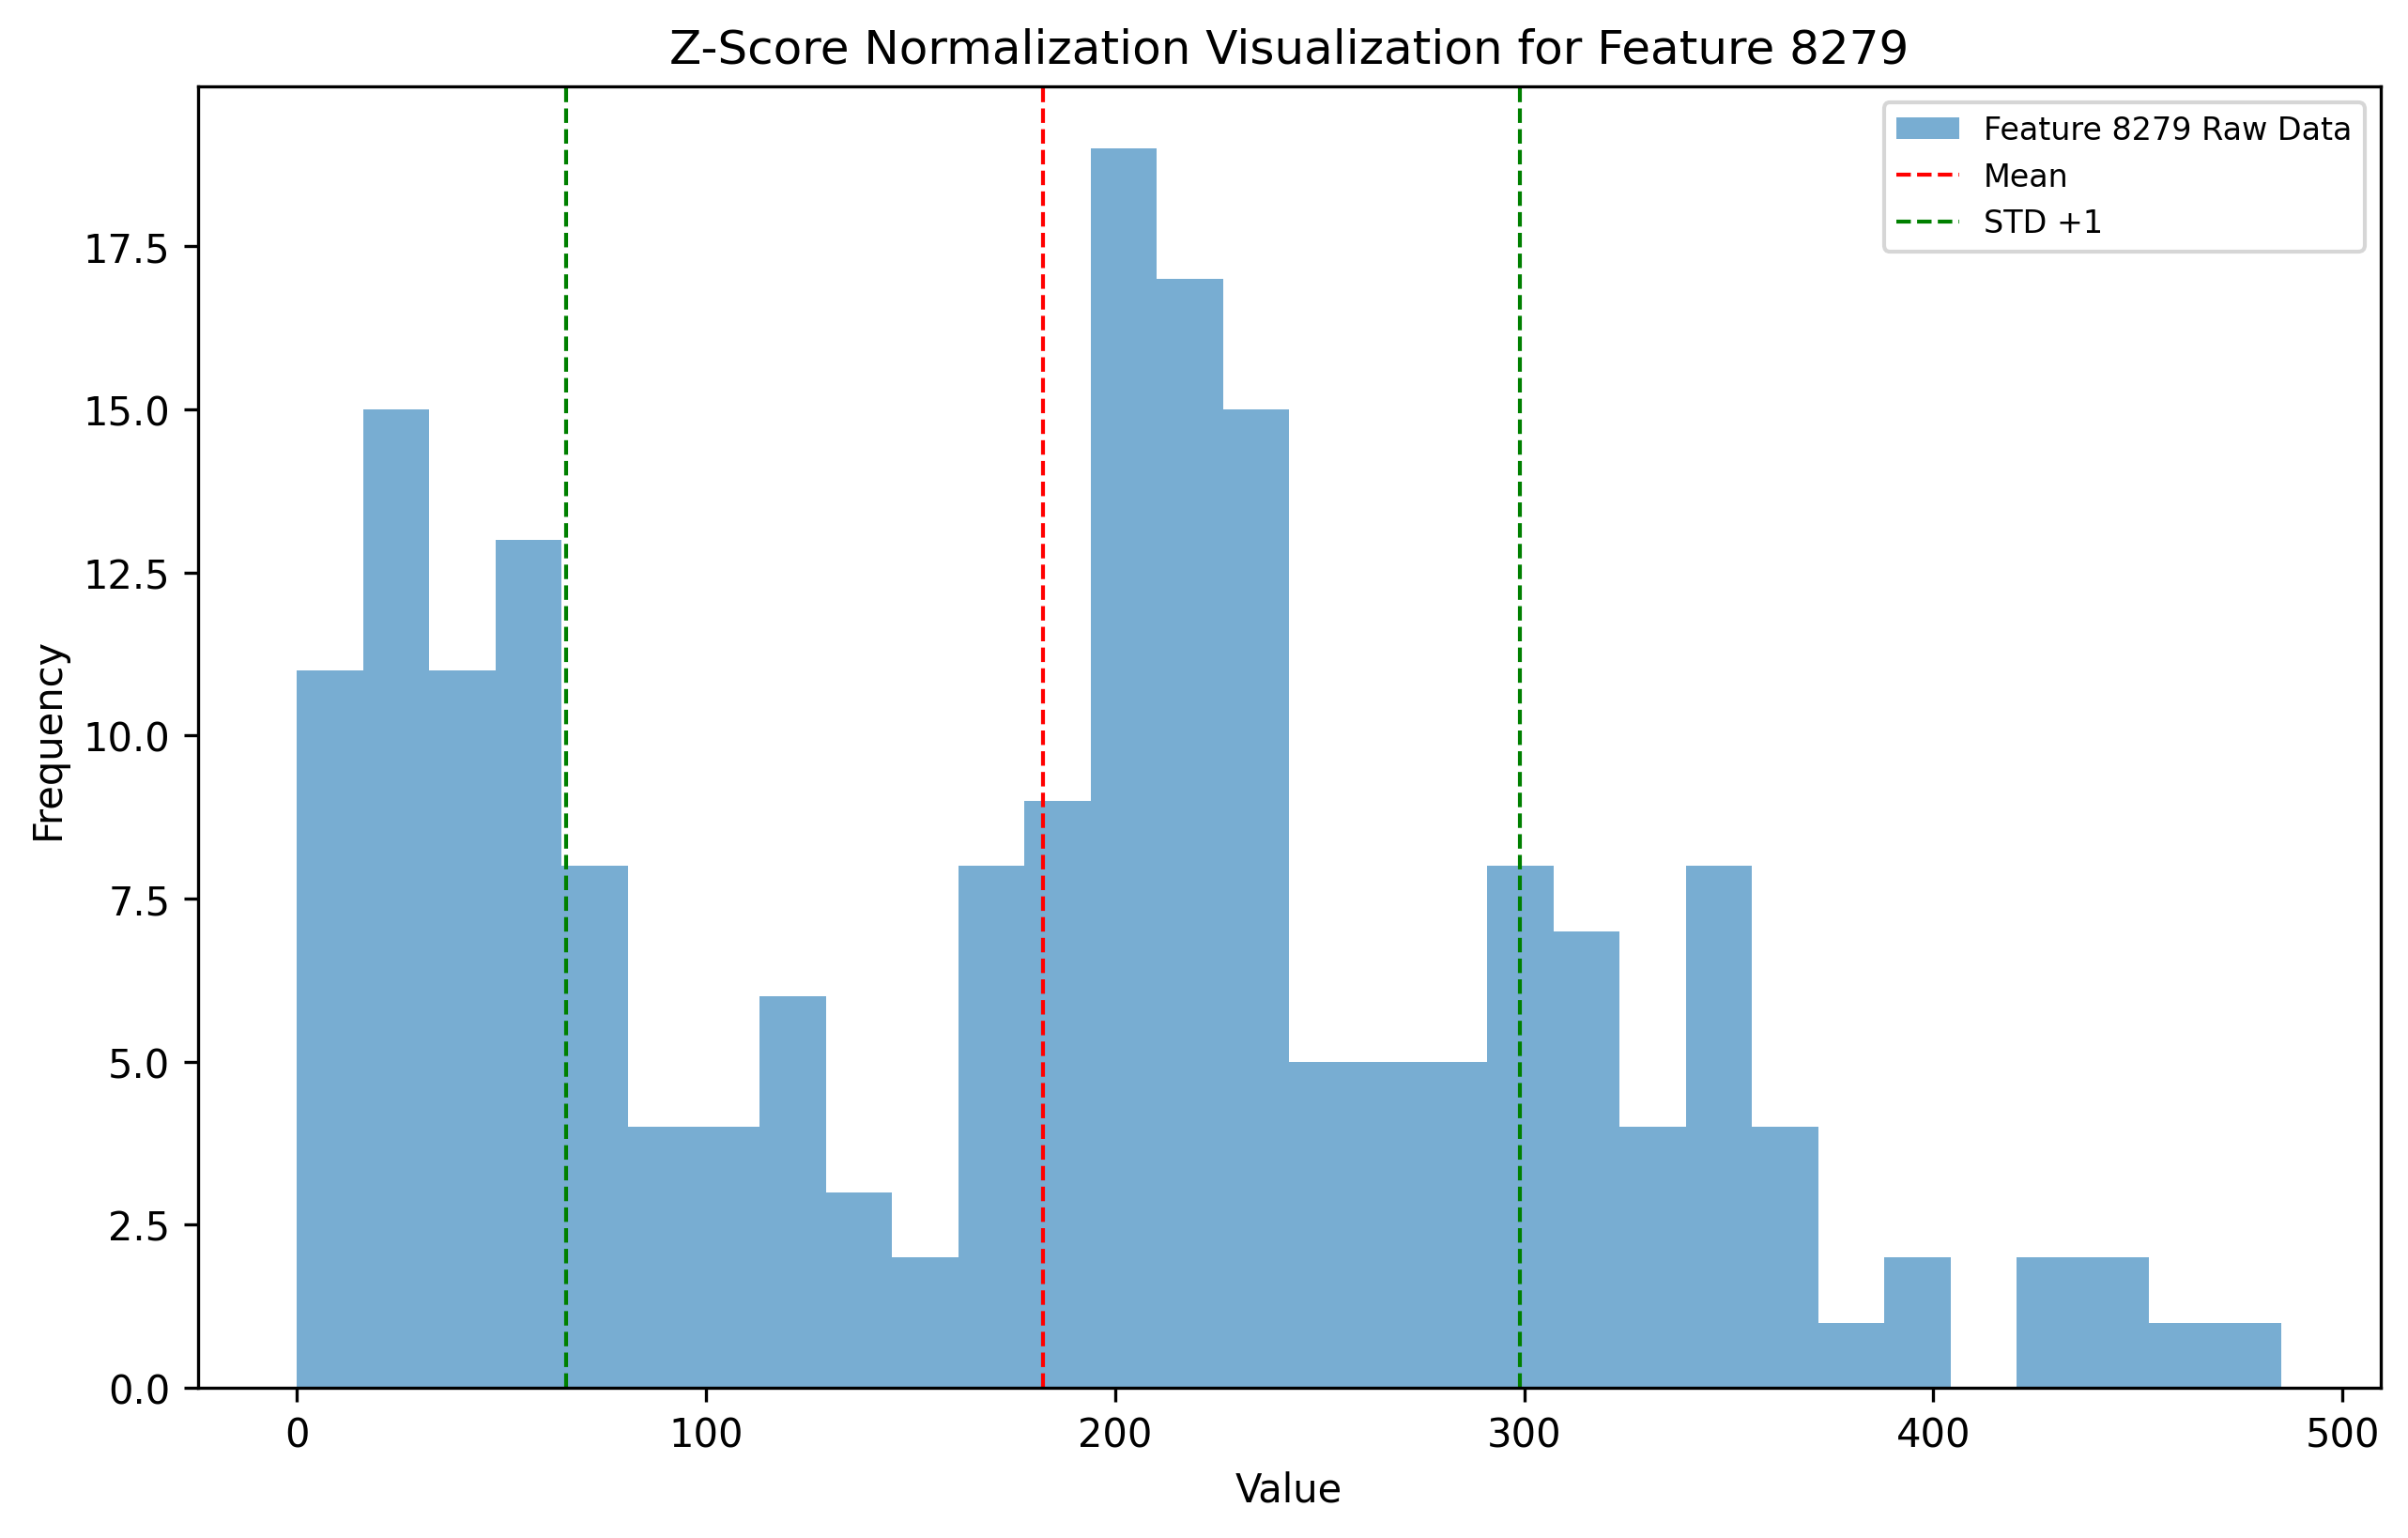 Z-Score Normalization Visualization for Feature 8279
Feature 8279 Raw Data
Mean
STD +1
17.5
15.0
12.5
10.0
7.5
5.0
2.5
0.0
Frequency
0 100 200 300 400 500
Value